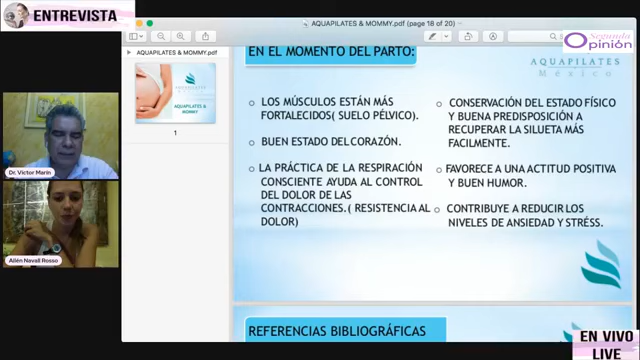 ENTREVISTA
AQUAPILATES & MOMMY.pdf (page 18 of 20)
Segunda
Opinión
AQUAPILATES & MOMMY.pdf
AQUAPILATES &
MOMMY
1
EN EL MOMENTO DEL PARTO:
AQUAPILATES
México
LOS MÚSCULOS ESTÁN MÁS
FORTALECIDOS( SUELO PÉLVICO).
BUEN ESTADO DEL CORAZÓN.
LA PRÁCTICA DE LA RESPIRACIÓN
CONSCIENTE AYUDA AL CONTROL
DEL DOLOR DE LAS
CONTRACCIONES.( RESISTENCIA AL
DOLOR)
CONSERVACIÓN DEL ESTADO FÍSICO
Y BUENA PREDISPOSICIÓN A
RECUPERAR LA SILUETA MÁS
FACILMENTE.
FAVORECE A UNA ACTITUD POSITIVA
Y BUEN HUMOR.
CONTRIBUYE A REDUCIR LOS
NIVELES DE ANSIEDAD Y STRÉSS.
REFERENCIAS BIBLIOGRÁFICAS
Dr. Víctor Marín
Ailén Navall Rosso
EN VIVO
LIVE